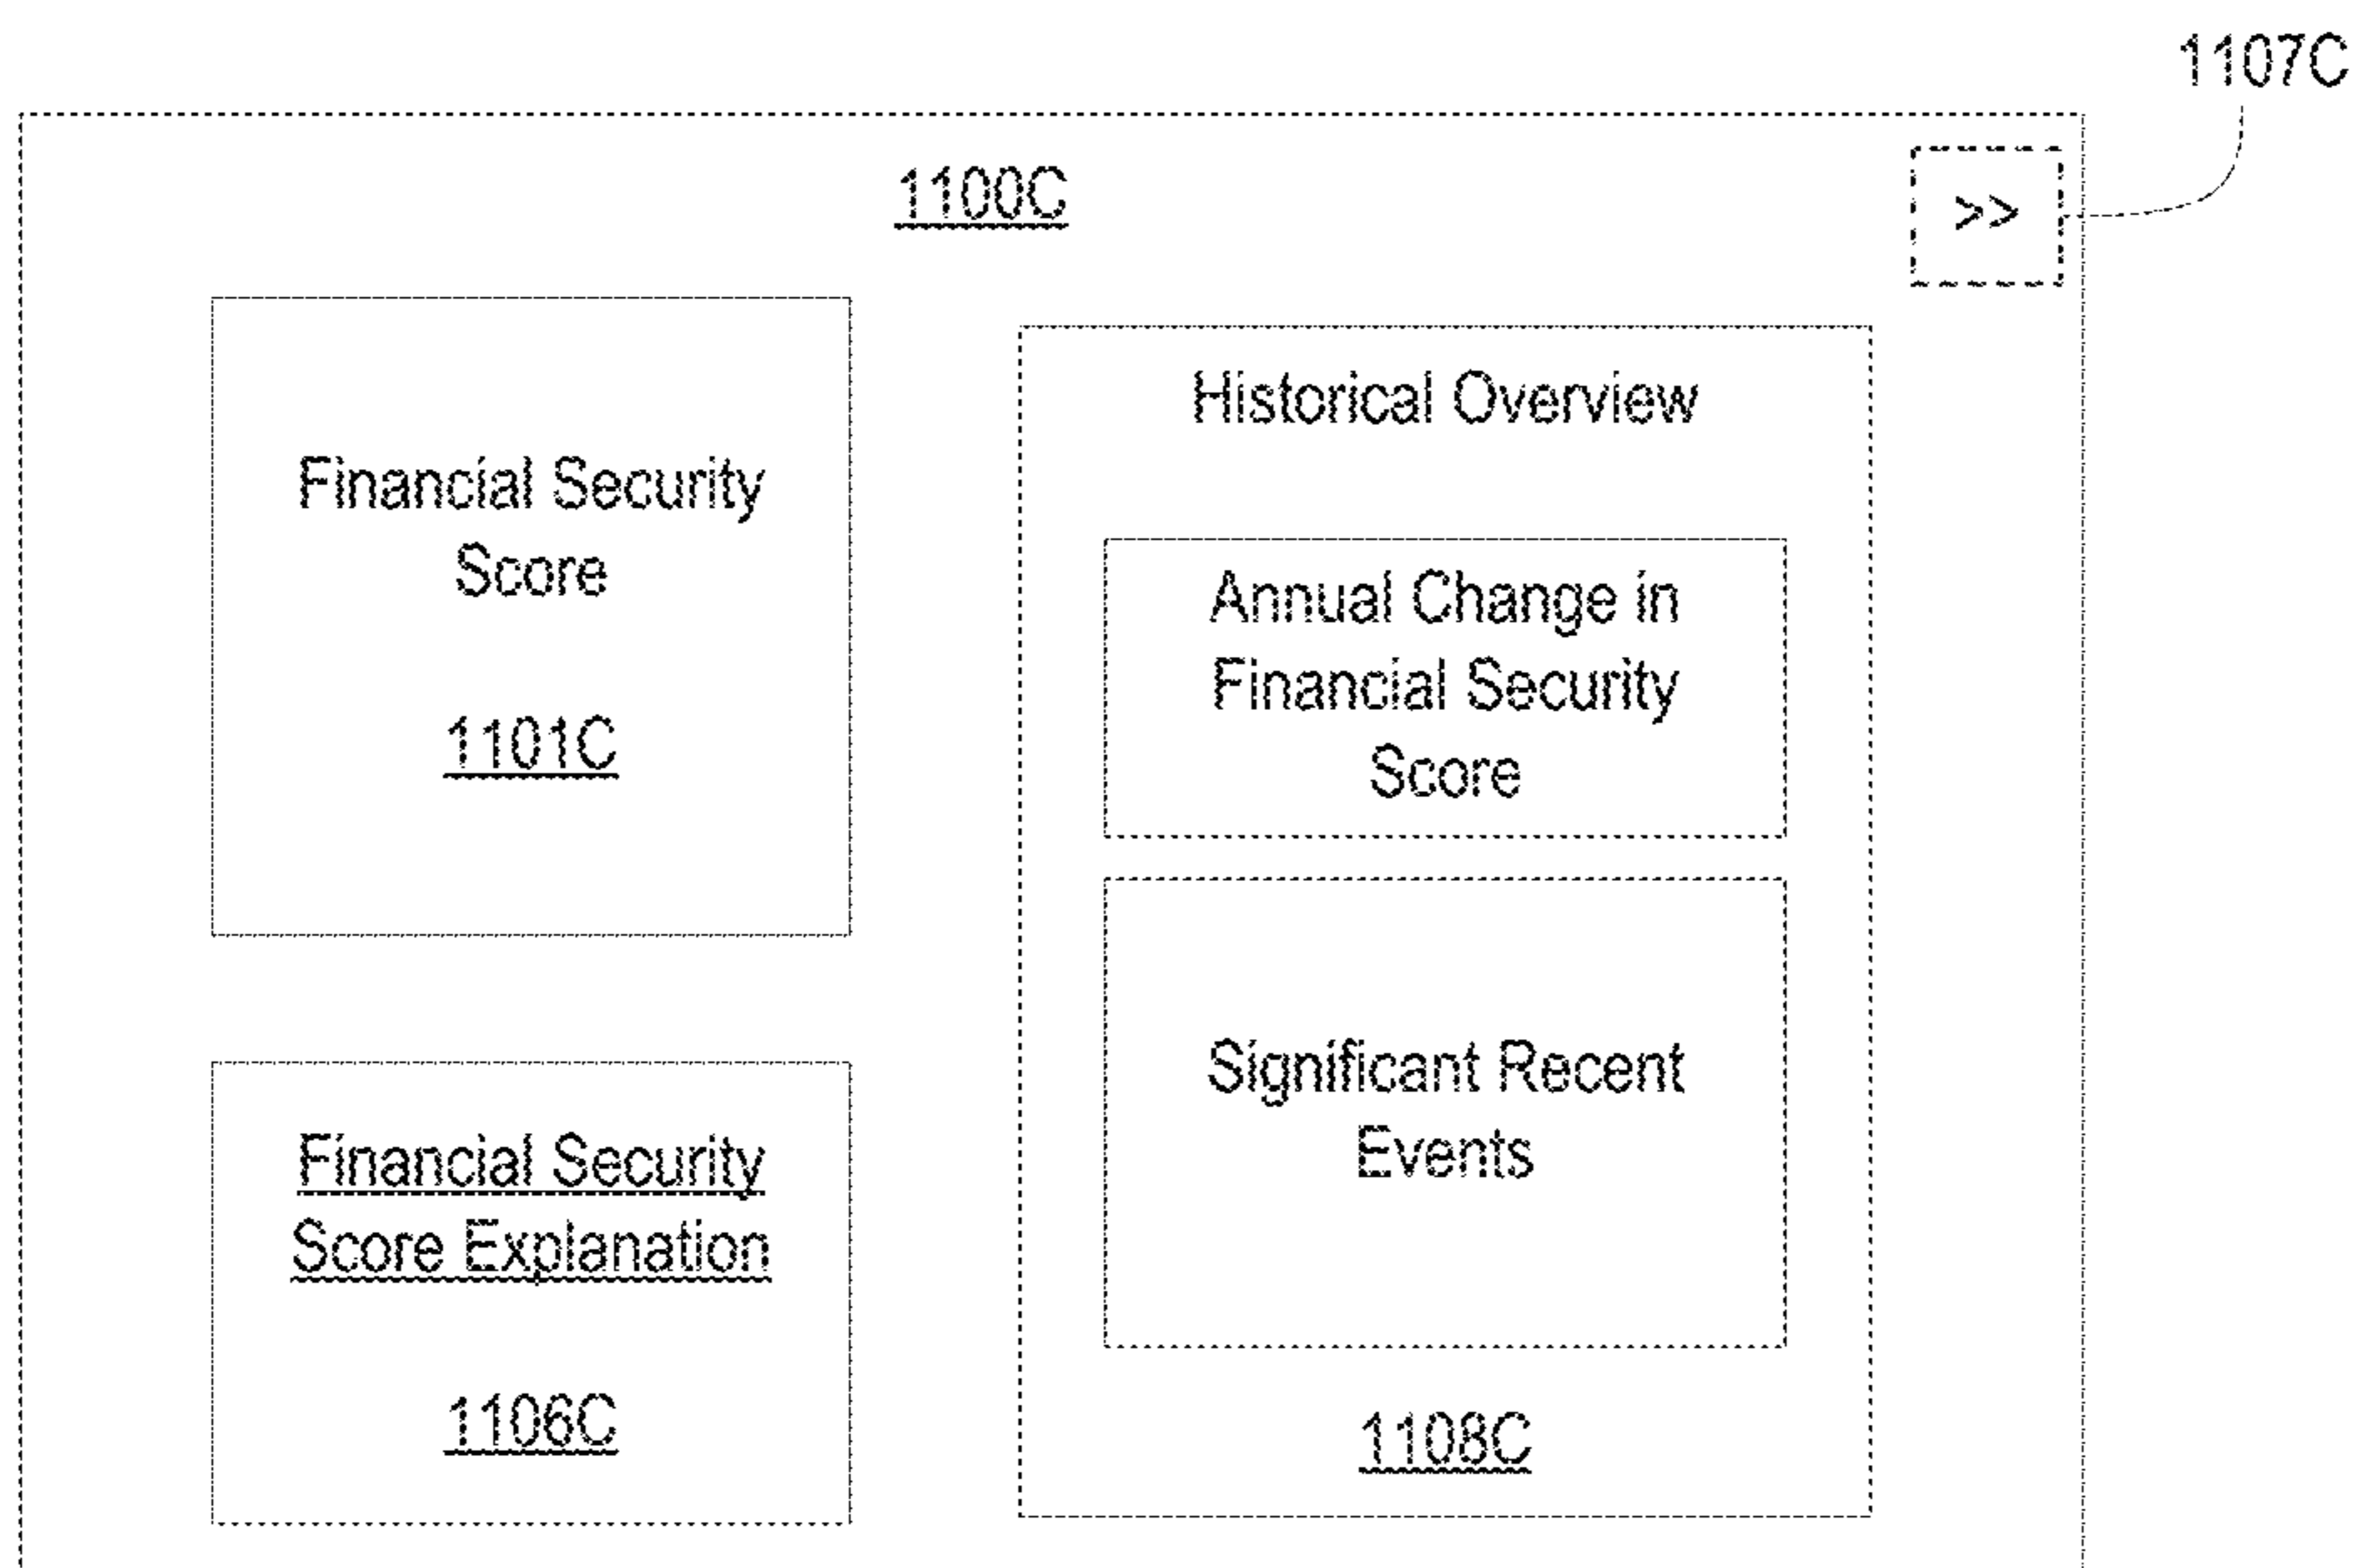 1107C
1100C
>>
Financial Security
Score
1101C
Financial Security
Score Explanation
1106C
Historical Overview
Annual Change in
Financial Security
Score
Significant Recent
Events
1108C